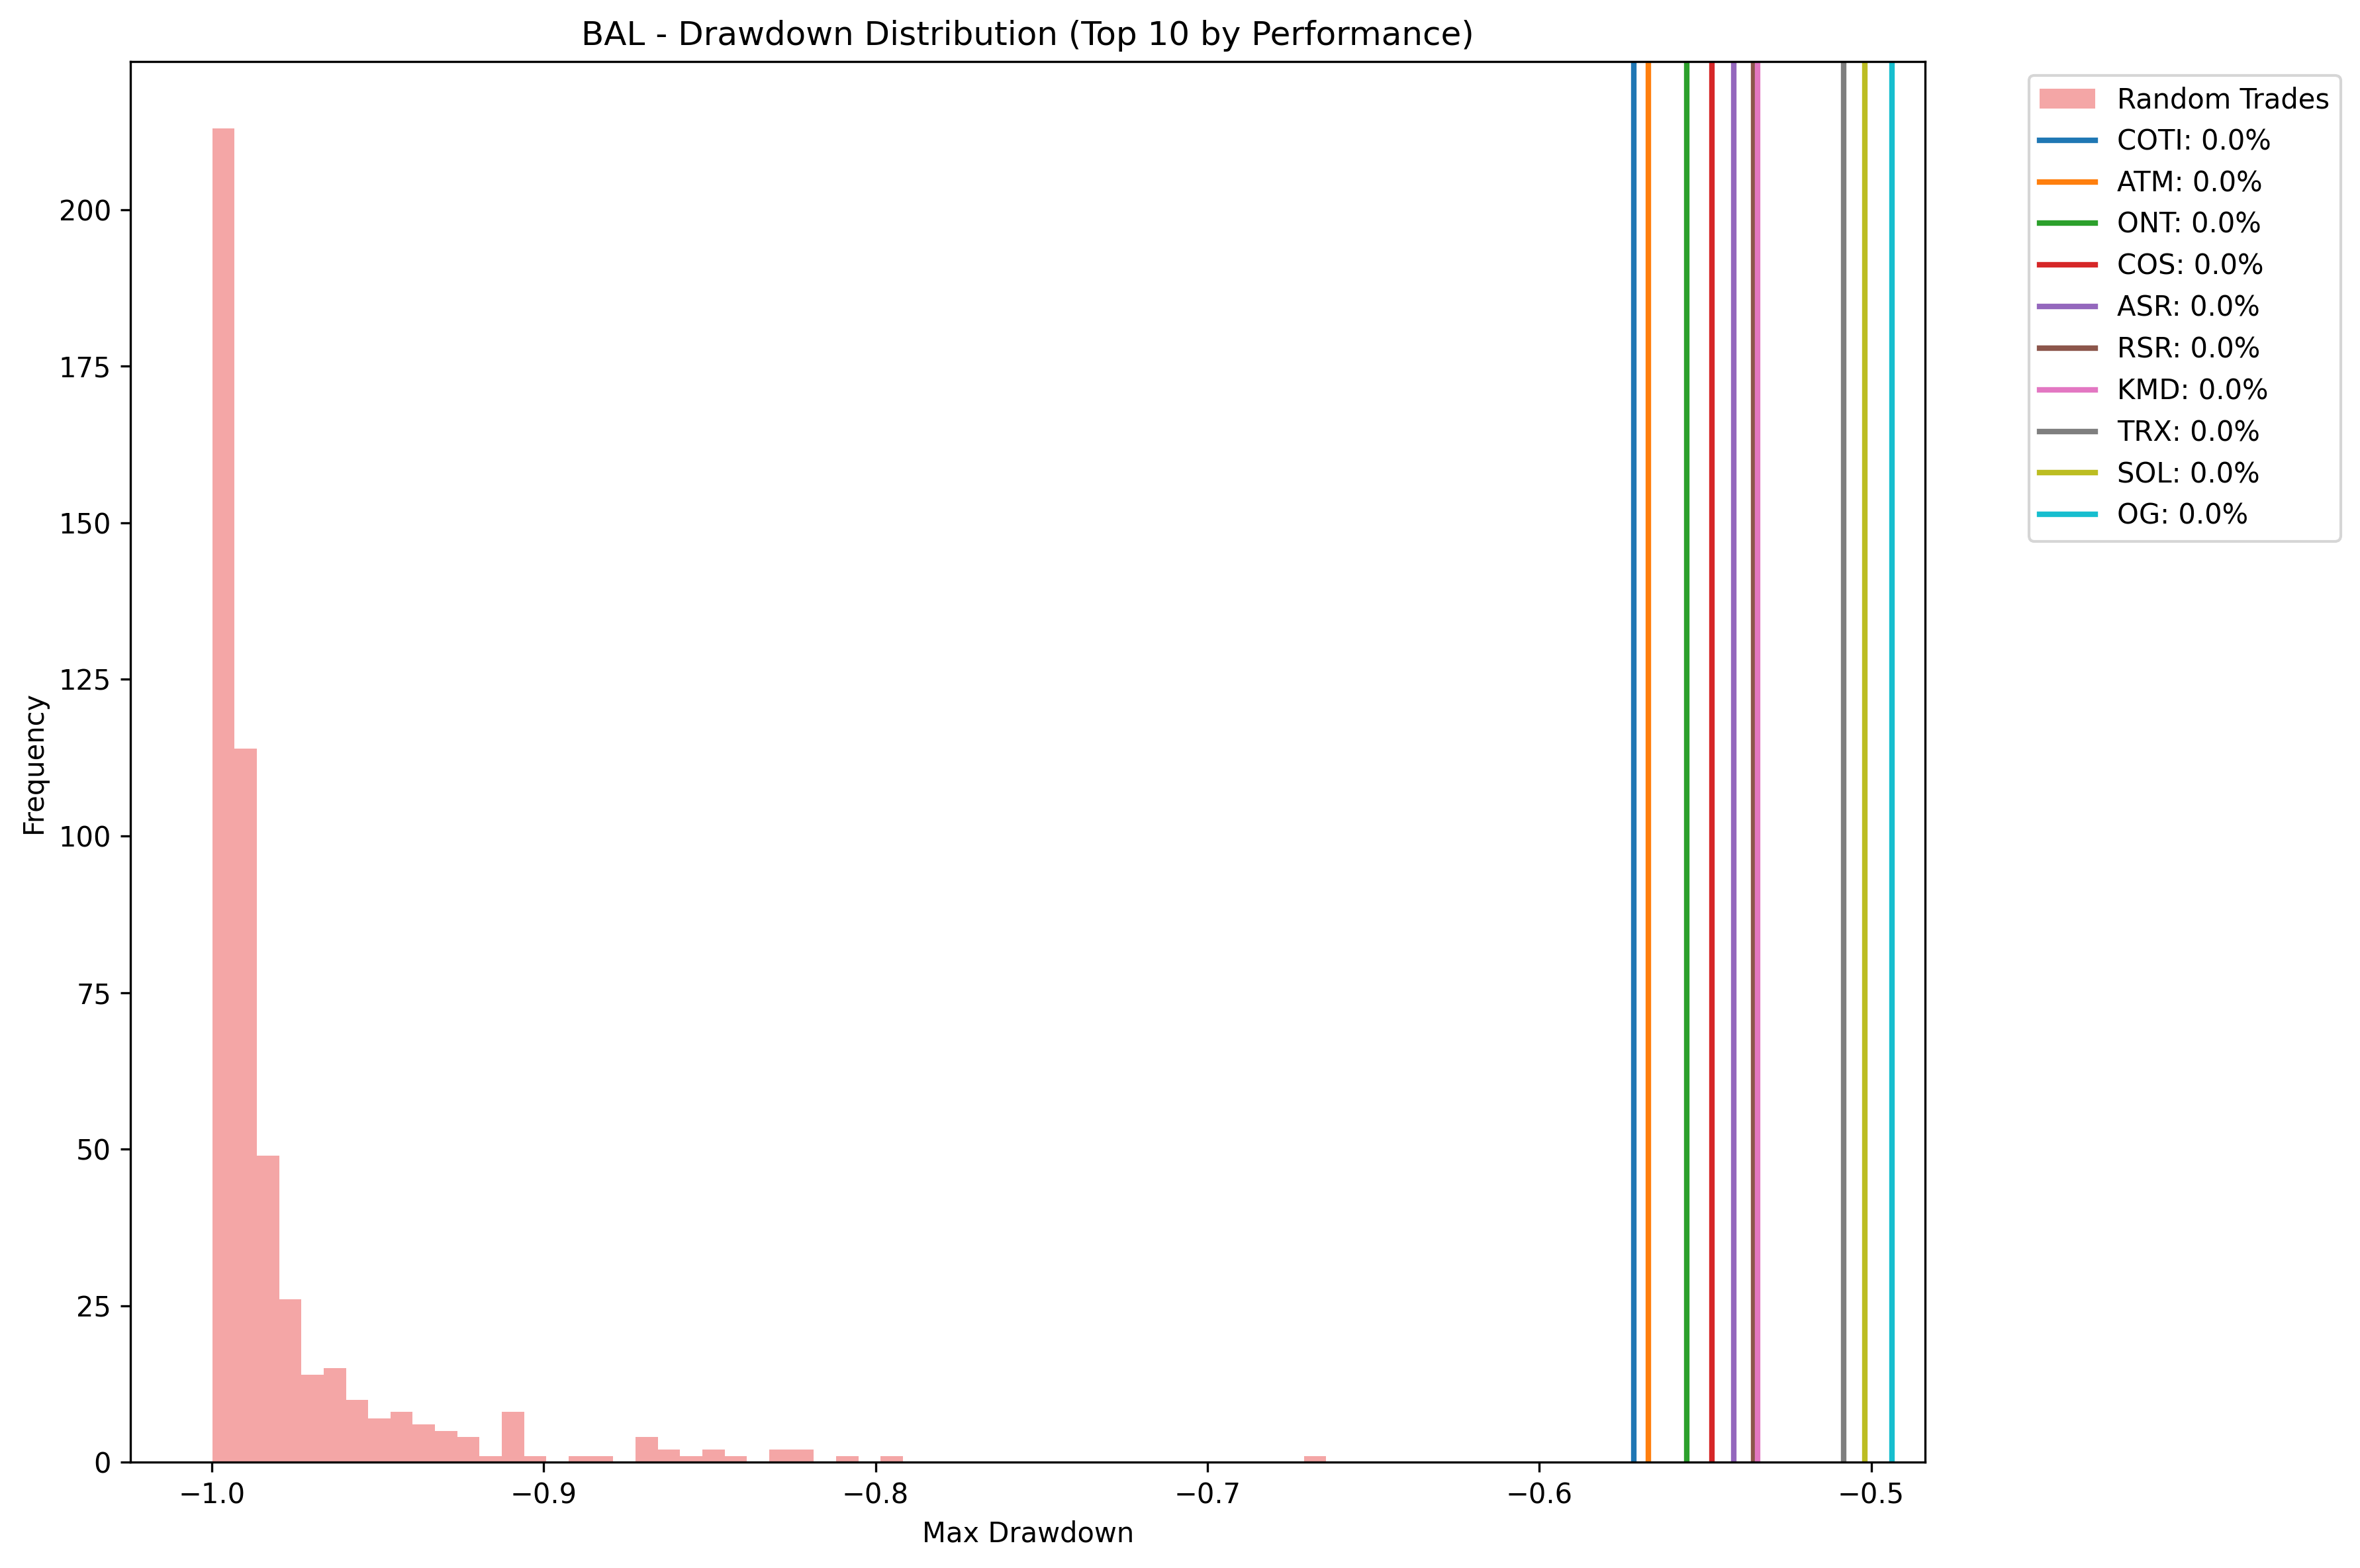 BAL - Drawdown Distribution (Top 10 by Performance)
Frequency
200
175
150
125
100
75
50
25
0
−1.0
−0.9
−0.8
−0.7
−0.6
−0.5
Max Drawdown
Random Trades
COTI: 0.0%
ATM: 0.0%
ONT: 0.0%
COS: 0.0%
ASR: 0.0%
RSR: 0.0%
KMD: 0.0%
TRX: 0.0%
SOL: 0.0%
OG: 0.0%